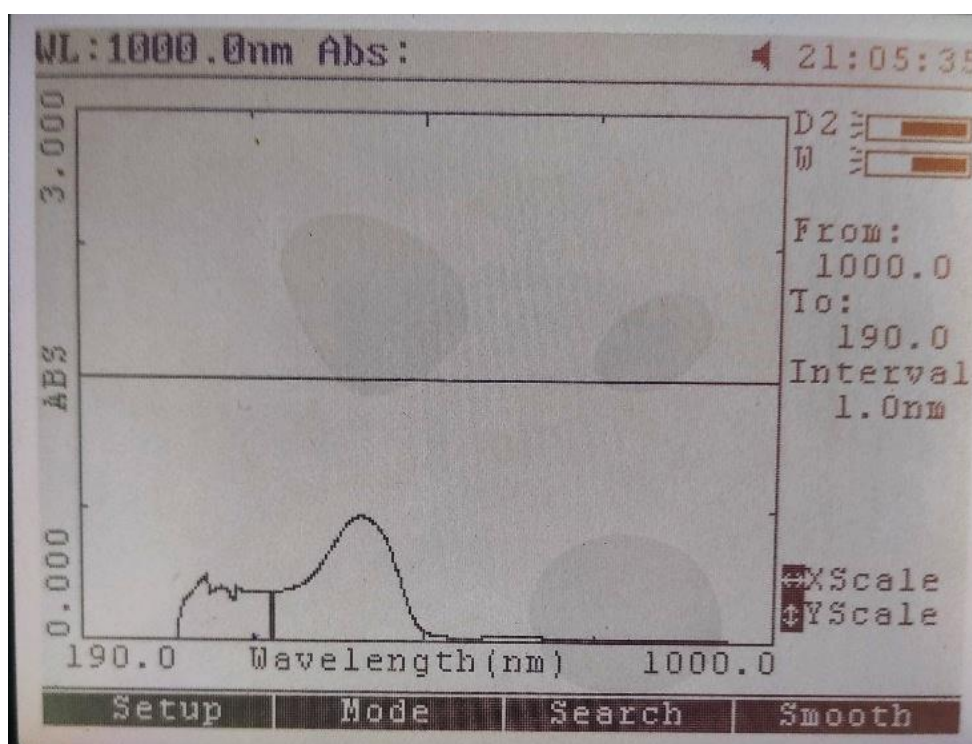 WL:1000.0nm Abs: 21:05:35
3.000
ABS
0.000
D2
W
From:
1000.0
To:
190.0
Interval
1.0nm
XScale
YScale
190.0 Wavelength(nm) 1000.0
Setup Mode Search Smooth